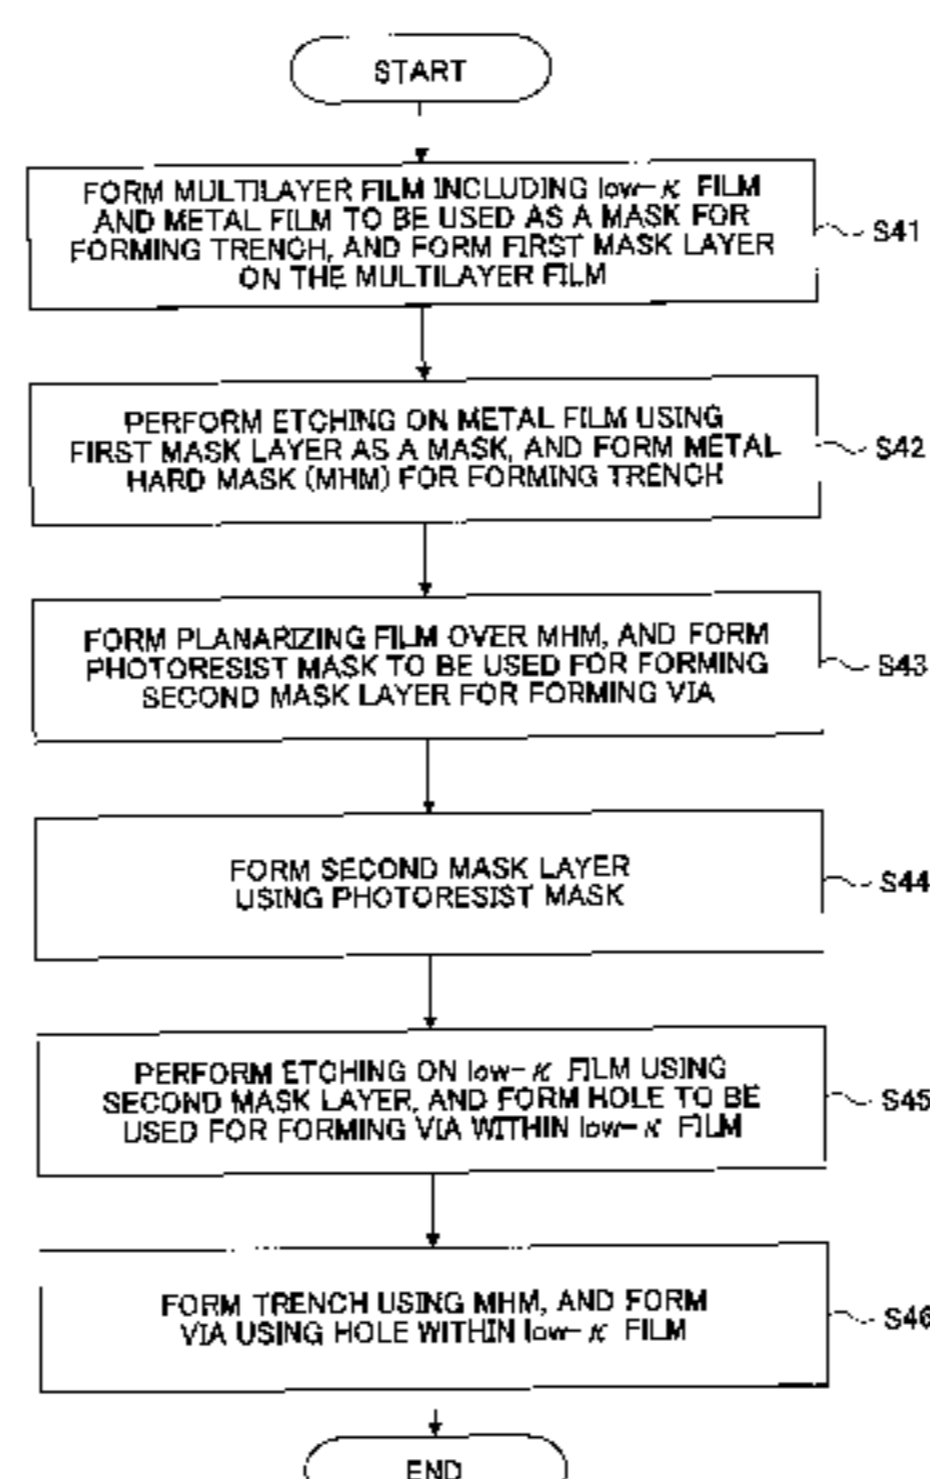 START
FORM MULTILAYER FILM INCLUDING low-κ FILM
AND METAL FILM TO BE USED AS A MASK FOR
FORMING TRENCH, AND FORM FIRST MASK LAYER
ON THE MULTILAYER FILM
S41
PERFORM ETCHING ON METAL FILM USING
FIRST MASK LAYER AS A MASK, AND FORM METAL
HARD MASK (MHM) FOR FORMING TRENCH
S42
FORM PLANARIZING FILM OVER MHM, AND FORM
PHOTORESIST MASK TO BE USED FOR FORMING
SECOND MASK LAYER FOR FORMING VIA
S43
FORM SECOND MASK LAYER
USING PHOTORESIST MASK
S44
PERFORM ETCHING ON low-κ FILM USING
SECOND MASK LAYER, AND FORM HOLE TO BE
USED FOR FORMING VIA WITHIN low-κ FILM
S45
FORM TRENCH USING MHM, AND FORM
VIA USING HOLE WITHIN low-κ FILM
S46
END